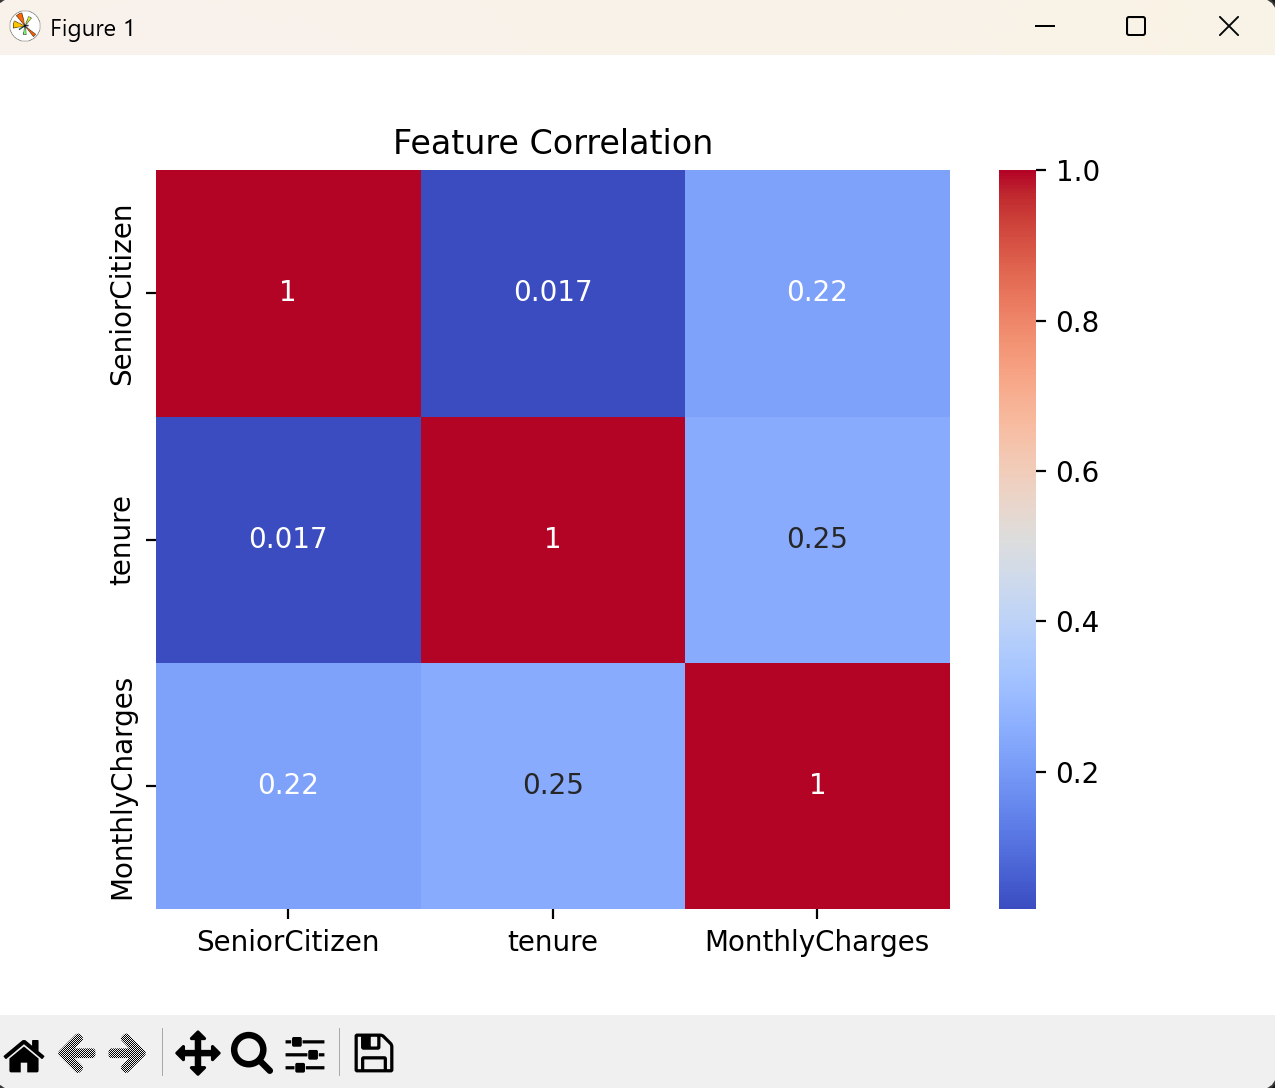 Figure 1
Feature Correlation
SeniorCitizen
tenure
MonthlyCharges
1 0.017 0.22
0.017 1 0.25
0.22 0.25 1
SeniorCitizen tenure MonthlyCharges
1.0
0.8
0.6
0.4
0.2